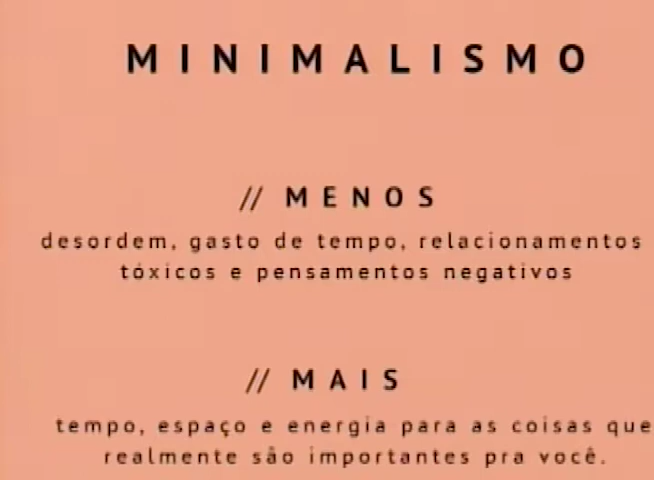 MINIMALISMO
// MENOS
desordem, gasto de tempo, relacionamentos
tóxicos e pensamentos negativos
// MAIS
tempo, espaço e energia para as coisas que
realmente são importantes pra você.